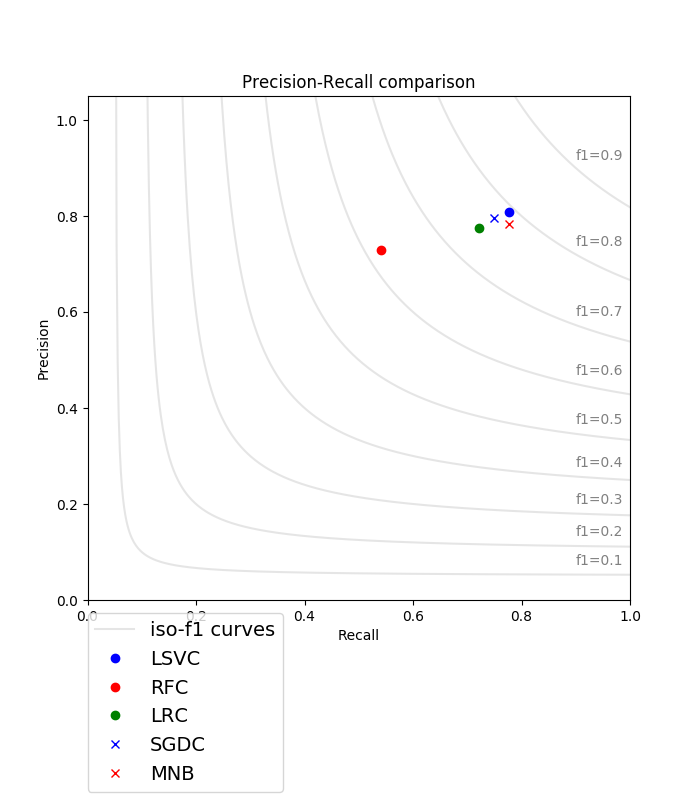 Precision-Recall comparison
1.0
0.8
0.6
0.4
0.2
0.0
Precision
f1=0.9
f1=0.8
f1=0.7
f1=0.6
f1=0.5
f1=0.4
f1=0.3
f1=0.2
f1=0.1
0.0 0.2 0.4 0.6 0.8 1.0
Recall
iso-f1 curves
LSVC
RFC
LRC
SGDC
MNB